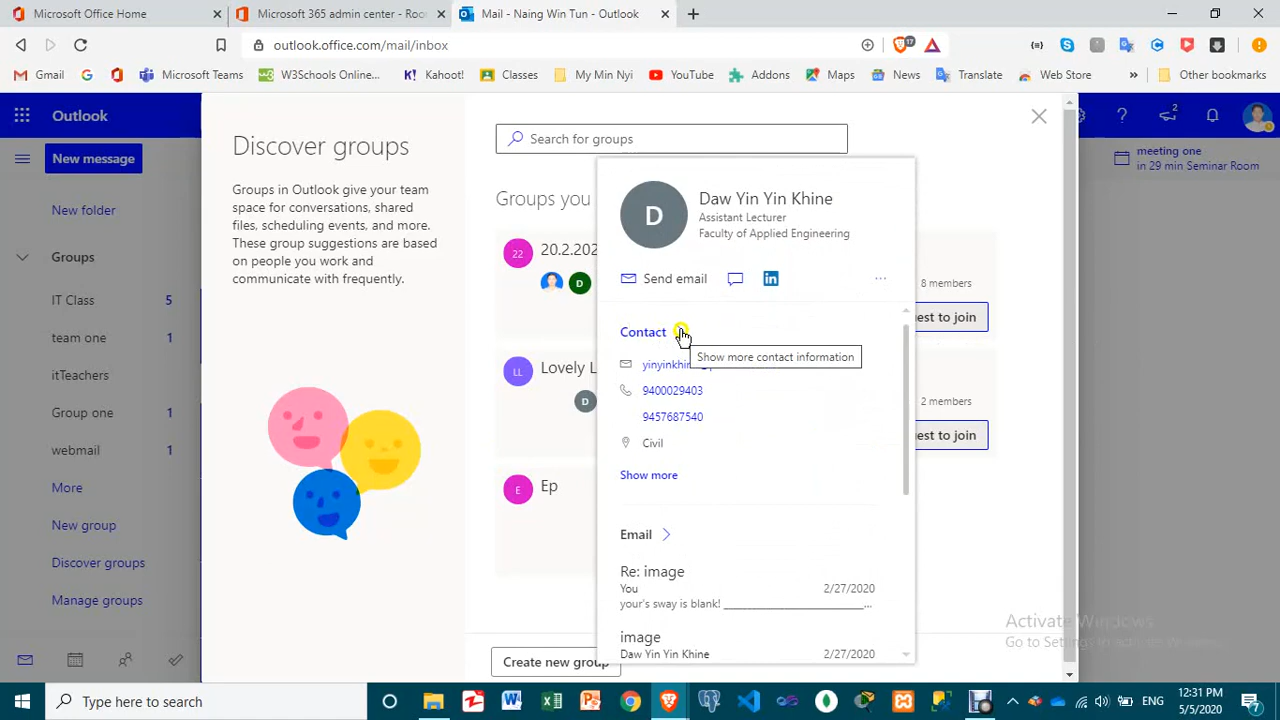 Microsoft Office Home
Microsoft 365 admin center - Roo
Mail - Naing Win Tun - Outlook
outlook.office.com/mail/inbox
17
Gmail
Microsoft Teams
W3Schools Online...
Kahoot!
Classes
My Min Nyi
YouTube
Addons
Maps
News
Translate
Web Store
Other bookmarks
Outlook
2
New message
meeting one
in 29 min Seminar Room
New folder
Groups
IT Class 5
team one 1
itTeachers
Group one 1
webmail 1
More
New group
Discover groups
Manage groups
Discover groups
Groups in Outlook give your team
space for conversations, shared
files, scheduling events, and more.
These group suggestions are based
on people you work and
communicate with frequently.
Search for groups
Groups you
22
20.2.202
D
8 members
est to join
LL
Lovely L
D
2 members
est to join
E
Ep
Create new group
D
Daw Yin Yin Khine
Assistant Lecturer
Faculty of Applied Engineering
Send email
in
...
Contact
Show more contact information
9400029403
9457687540
Civil
Show more
Email
Re: image
You 2/27/2020
your's sway is blank! ...
image
Daw Yin Yin Khine 2/27/2020
Activate Windows
Go to Settings to activate Windows.
Type here to search
ENG
12:31 PM
5/5/2020
7